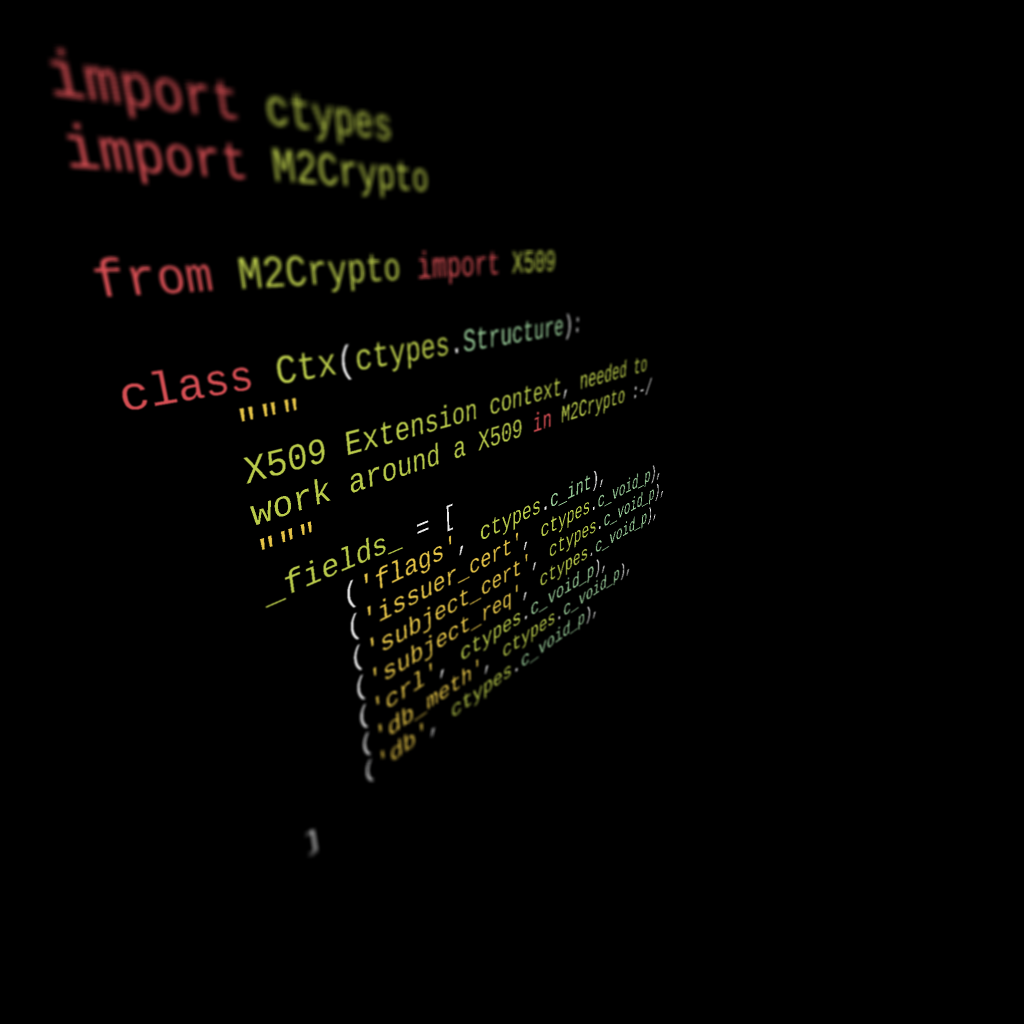 import ctypes
import M2Crypto
from M2Crypto import X509
class Ctx(ctypes.Structure):
"""
X509 Extension context, needed to
work around a X509 in M2Crypto :-/
"""
_fields_ = [
('flags', ctypes.c_int),
('issuer_cert', ctypes.c_void_p),
('subject_cert', ctypes.c_void_p),
('subject_req', ctypes.c_void_p),
('crl', ctypes.c_void_p),
('db_meth', ctypes.c_void_p),
('db', ctypes.c_void_p),
]